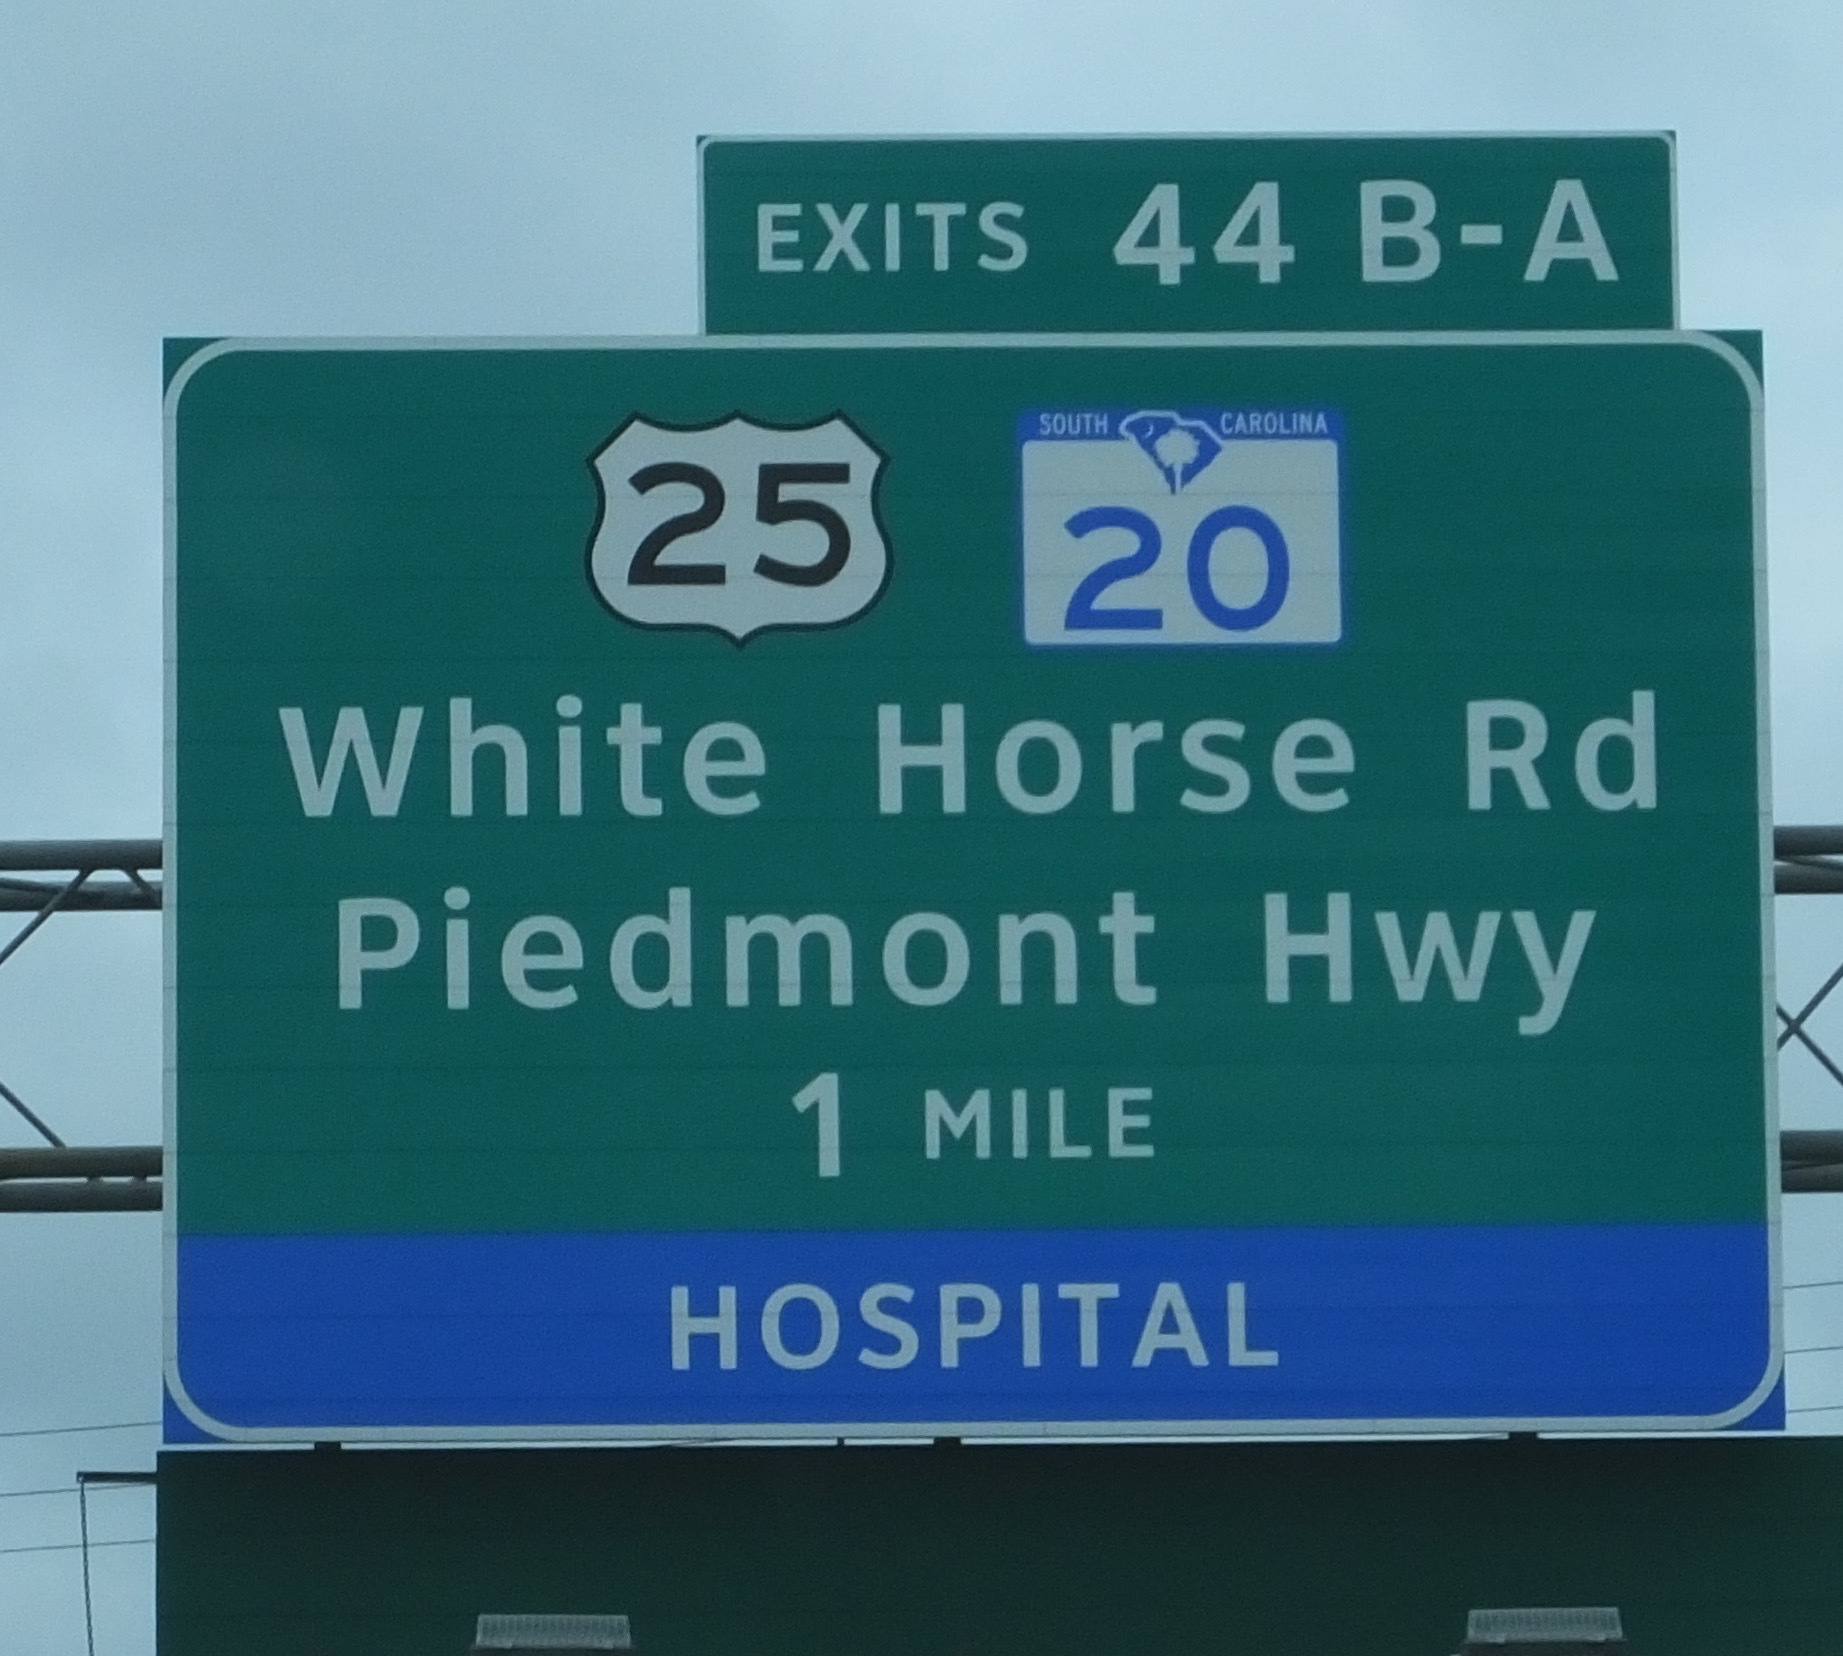 EXITS 44 B-A
25
SOUTH CAROLINA
20
White Horse Rd
Piedmont Hwy
1 MILE
HOSPITAL